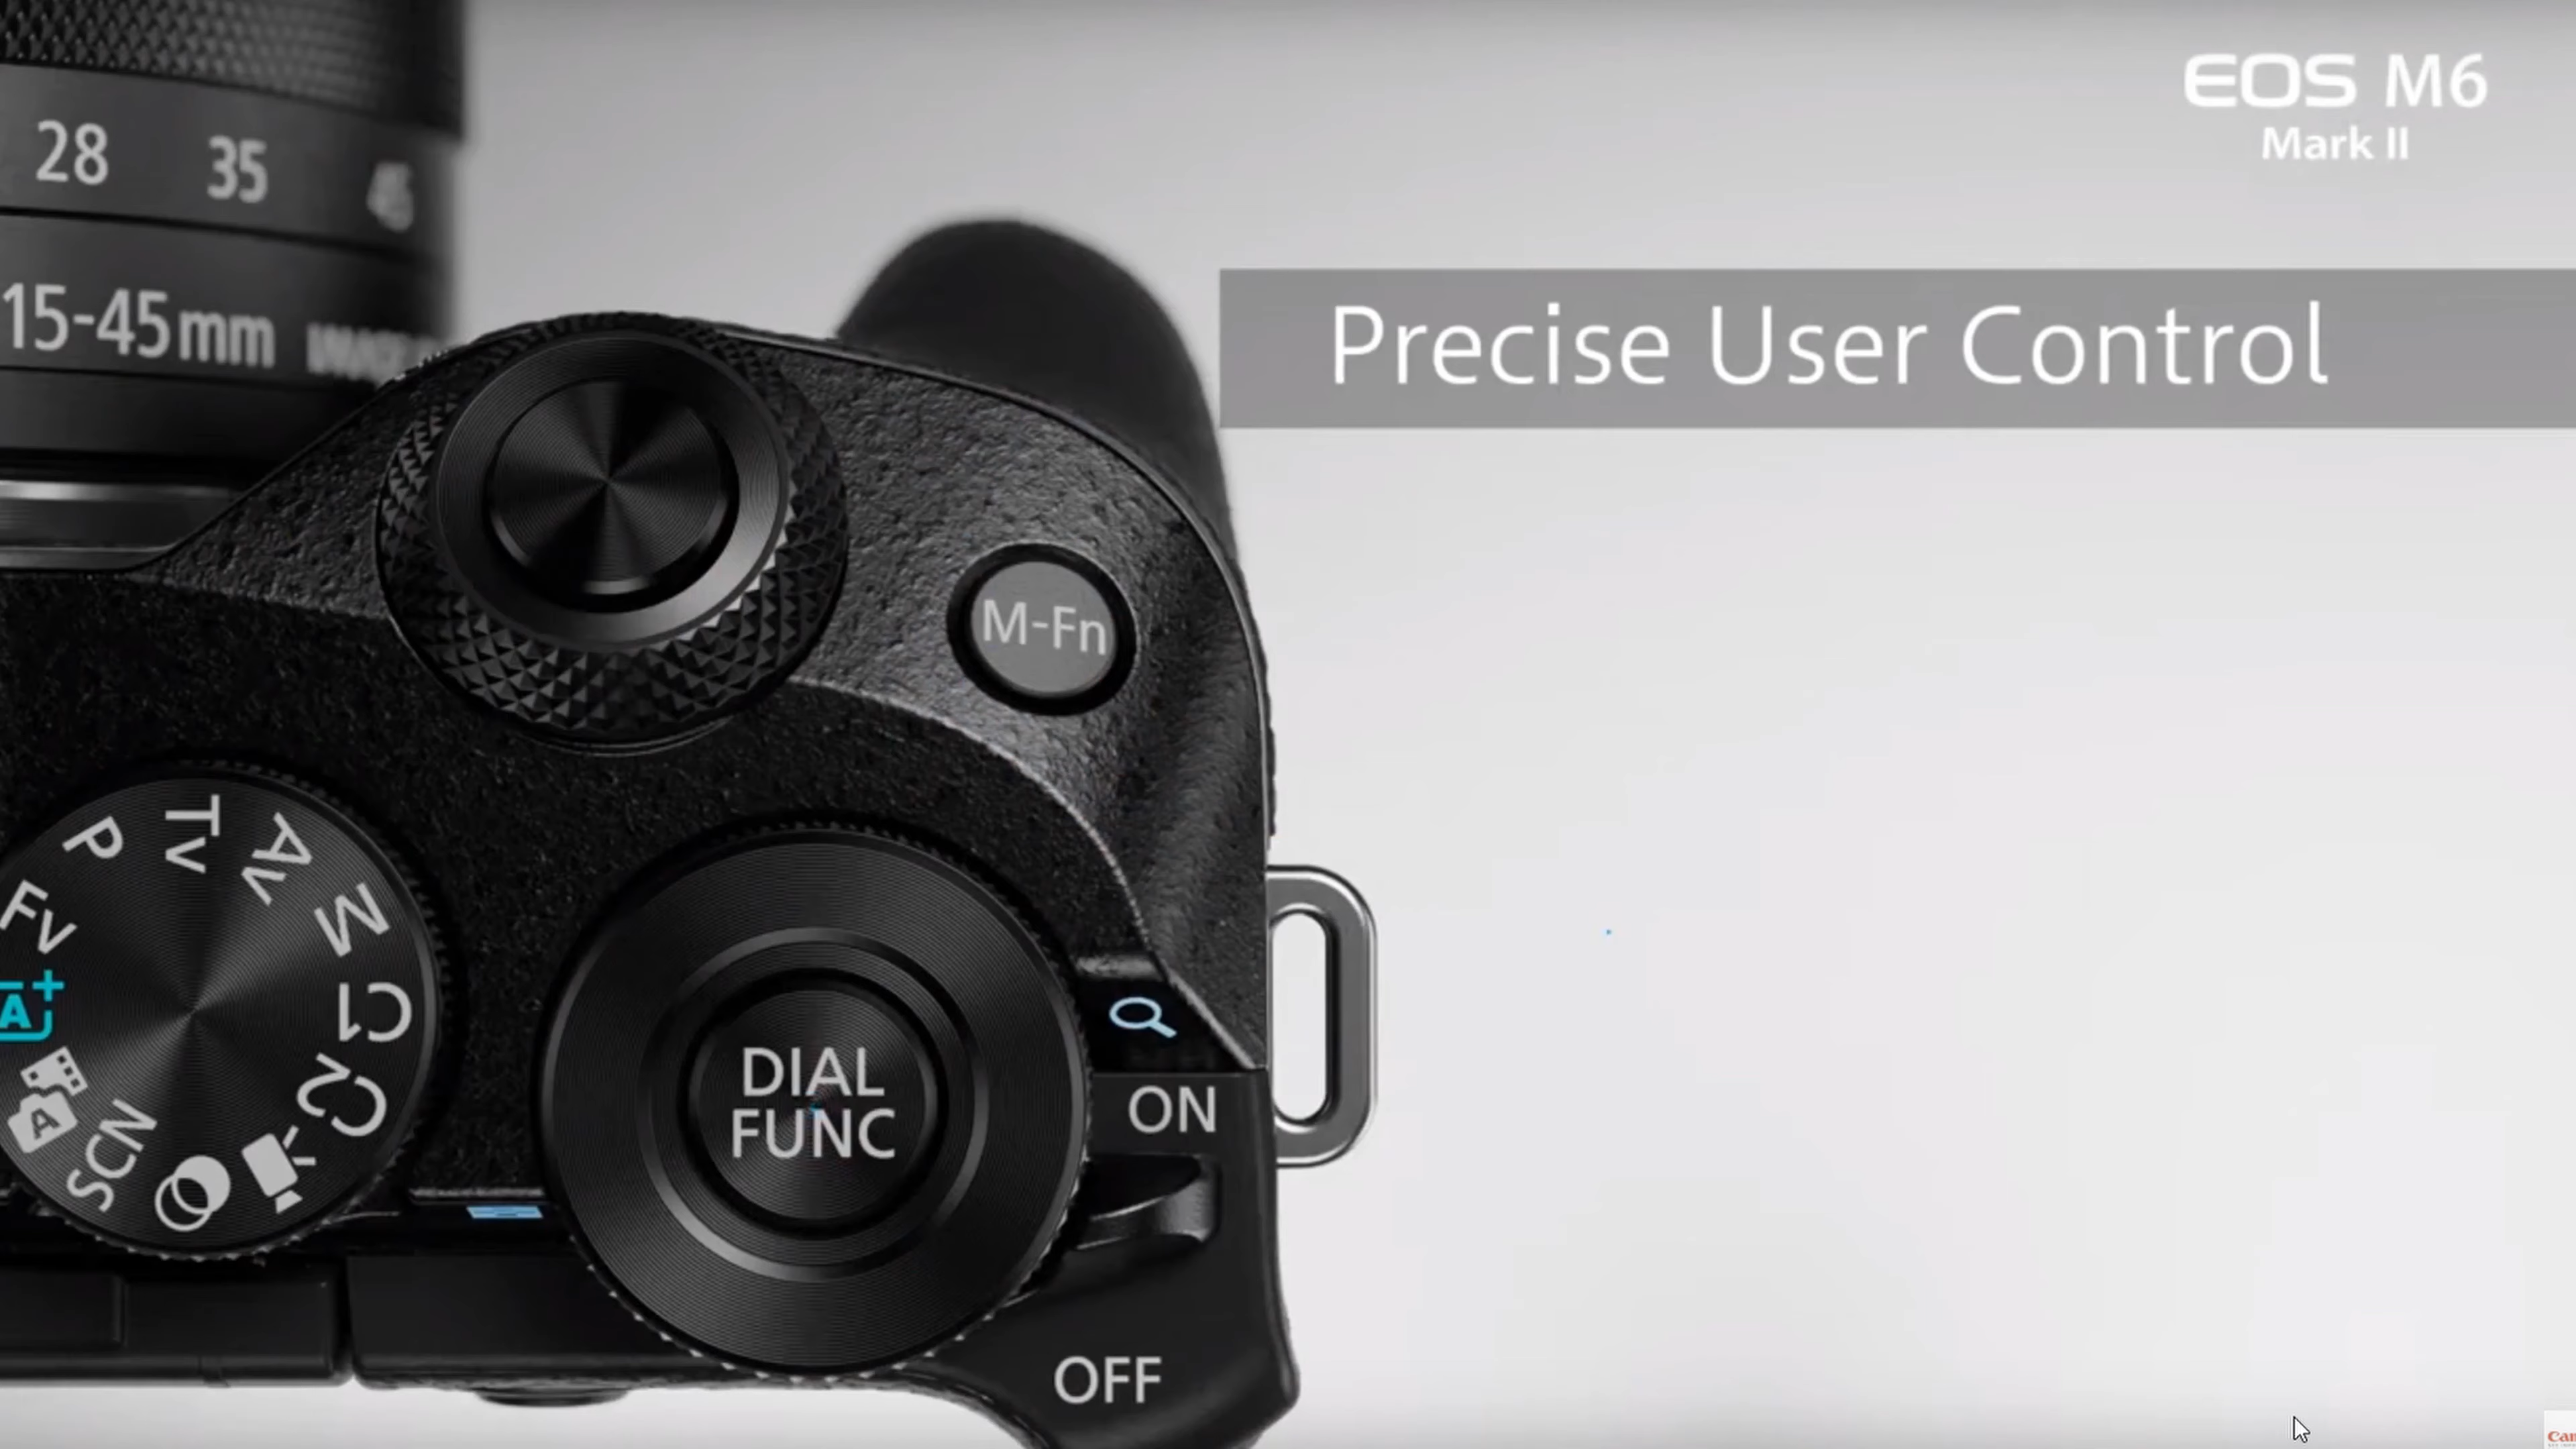 EOS M6
Mark II
Precise User Control
28 35 45
15-45mm
M-Fn
P
Tv
Av
M
Fv
C1
A+
C2
A
SCN
DIAL
FUNC
ON
OFF